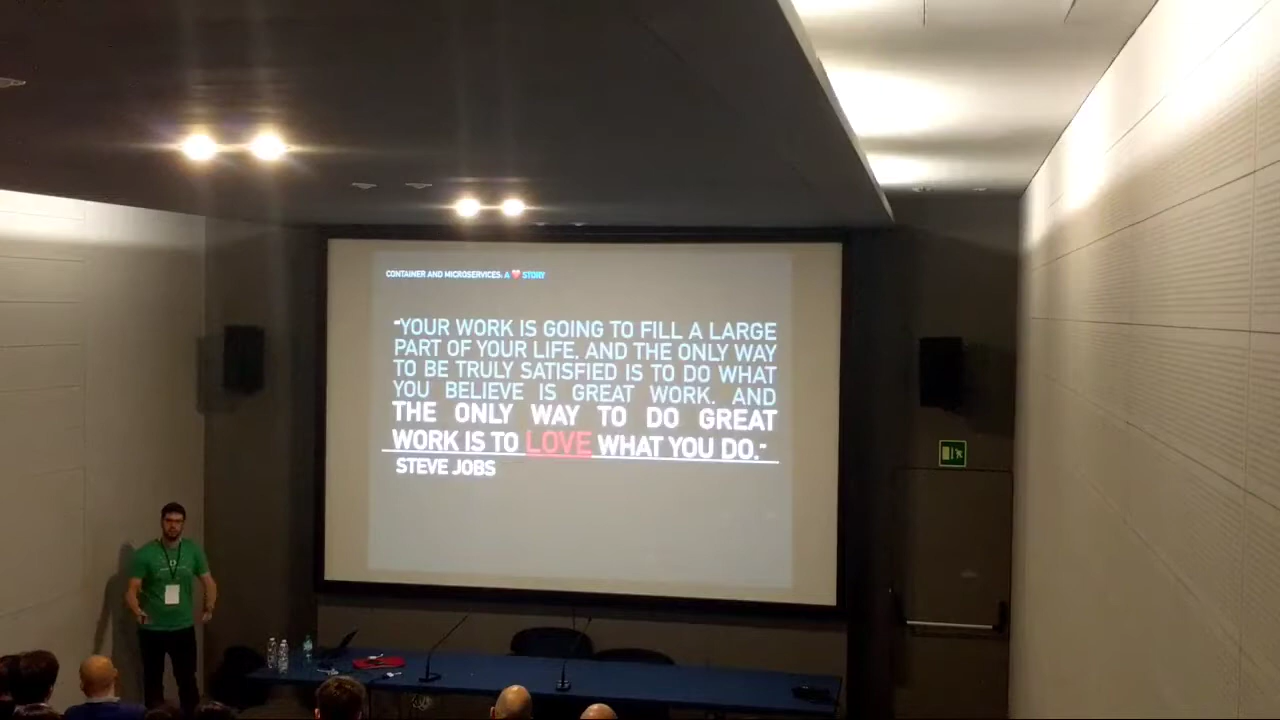 CONTAINER AND MICROSERVICES: A ❤ STORY
"YOUR WORK IS GOING TO FILL A LARGE
PART OF YOUR LIFE, AND THE ONLY WAY
TO BE TRULY SATISFIED IS TO DO WHAT
YOU BELIEVE IS GREAT WORK. AND
THE ONLY WAY TO DO GREAT
WORK IS TO LOVE WHAT YOU DO."
STEVE JOBS